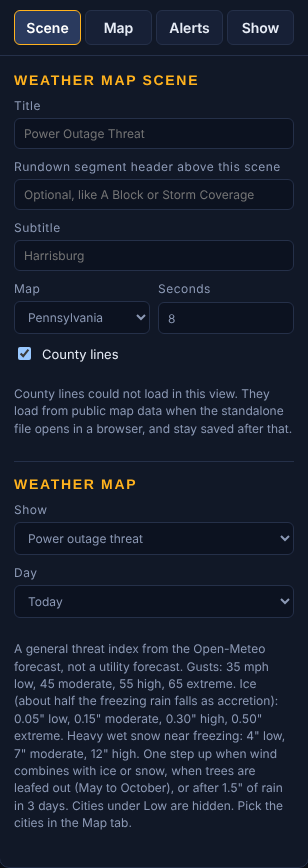 Scene Map Alerts Show
WEATHER MAP SCENE
Title
Power Outage Threat
Rundown segment header above this scene
Optional, like A Block or Storm Coverage
Subtitle
Harrisburg
Map Seconds
Pennsylvania 8
County lines
County lines could not load in this view. They
load from public map data when the standalone
file opens in a browser, and stay saved after that.
WEATHER MAP
Show
Power outage threat
Day
Today
A general threat index from the Open-Meteo
forecast, not a utility forecast. Gusts: 35 mph
low, 45 moderate, 55 high, 65 extreme. Ice
(about half the freezing rain falls as accretion):
0.05" low, 0.15" moderate, 0.30" high, 0.50"
extreme. Heavy wet snow near freezing: 4" low,
7" moderate, 12" high. One step up when wind
combines with ice or snow, when trees are
leafed out (May to October), or after 1.5" of rain
in 3 days. Cities under Low are hidden. Pick the
cities in the Map tab.